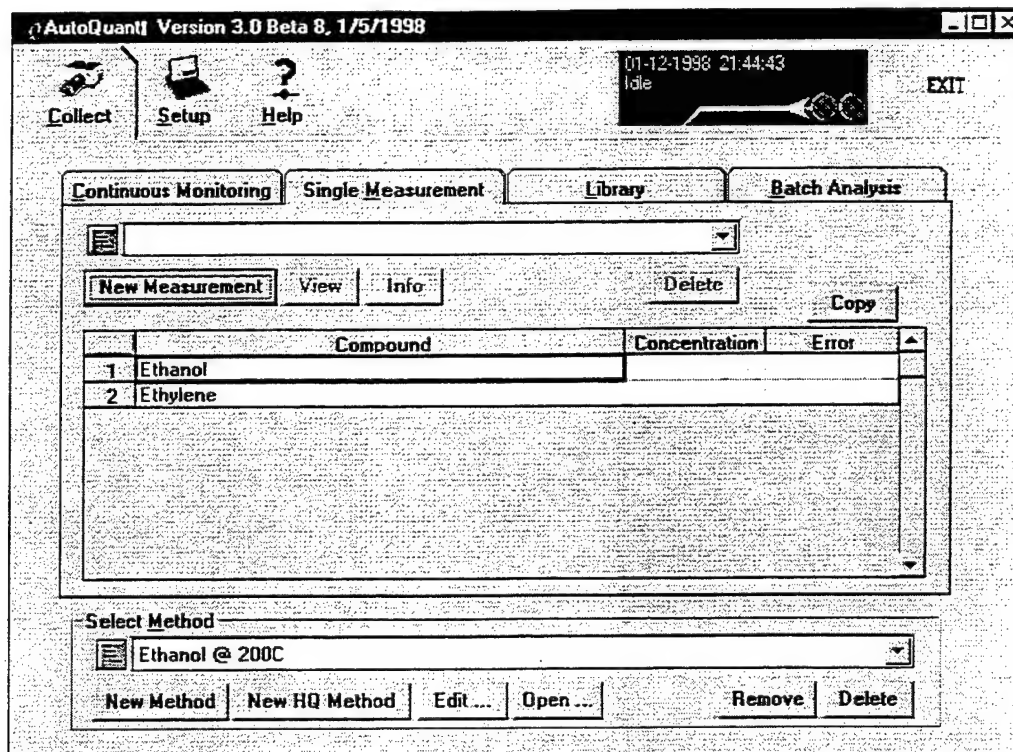 AutoQuant! Version 3.0 Beta 8, 1/5/1998
Collect Setup Help
01-12-1998 21:44:43
Idle
EXIT
Continuous Monitoring Single Measurement Library Batch Analysis
New Measurement View Info Delete
Copy
Compound Concentration Error
1 Ethanol
2 Ethylene
Select Method
Ethanol @ 200C
New Method New HQ Method Edit ... Open ... Remove Delete